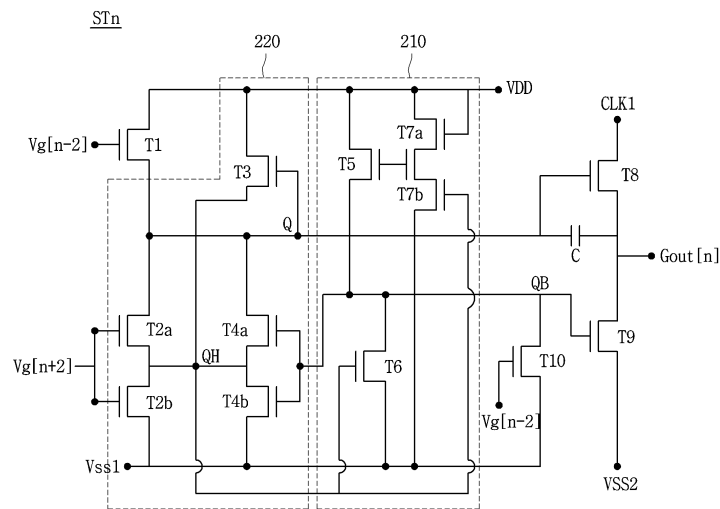 STn
220
210
VDD
CLK1
Vg[n-2]
T1
T3
T5
T7a
T7b
T8
Q
C
Gout[n]
QB
T2a
T4a
T9
Vg[n+2]
QH
T6
T10
T2b
T4b
Vg[n-2]
Vss1
VSS2